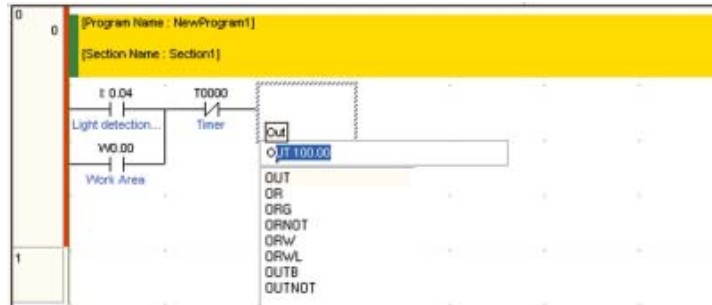 0
0
[Program Name : NewProgram1]
[Section Name : Section1]
I: 0.04
T0000
Light detection...
Timer
Out
OUT 100.00
W0.00
Work Area
OUT
OR
ORG
ORNOT
ORW
ORWL
OUTB
OUTNOT
1